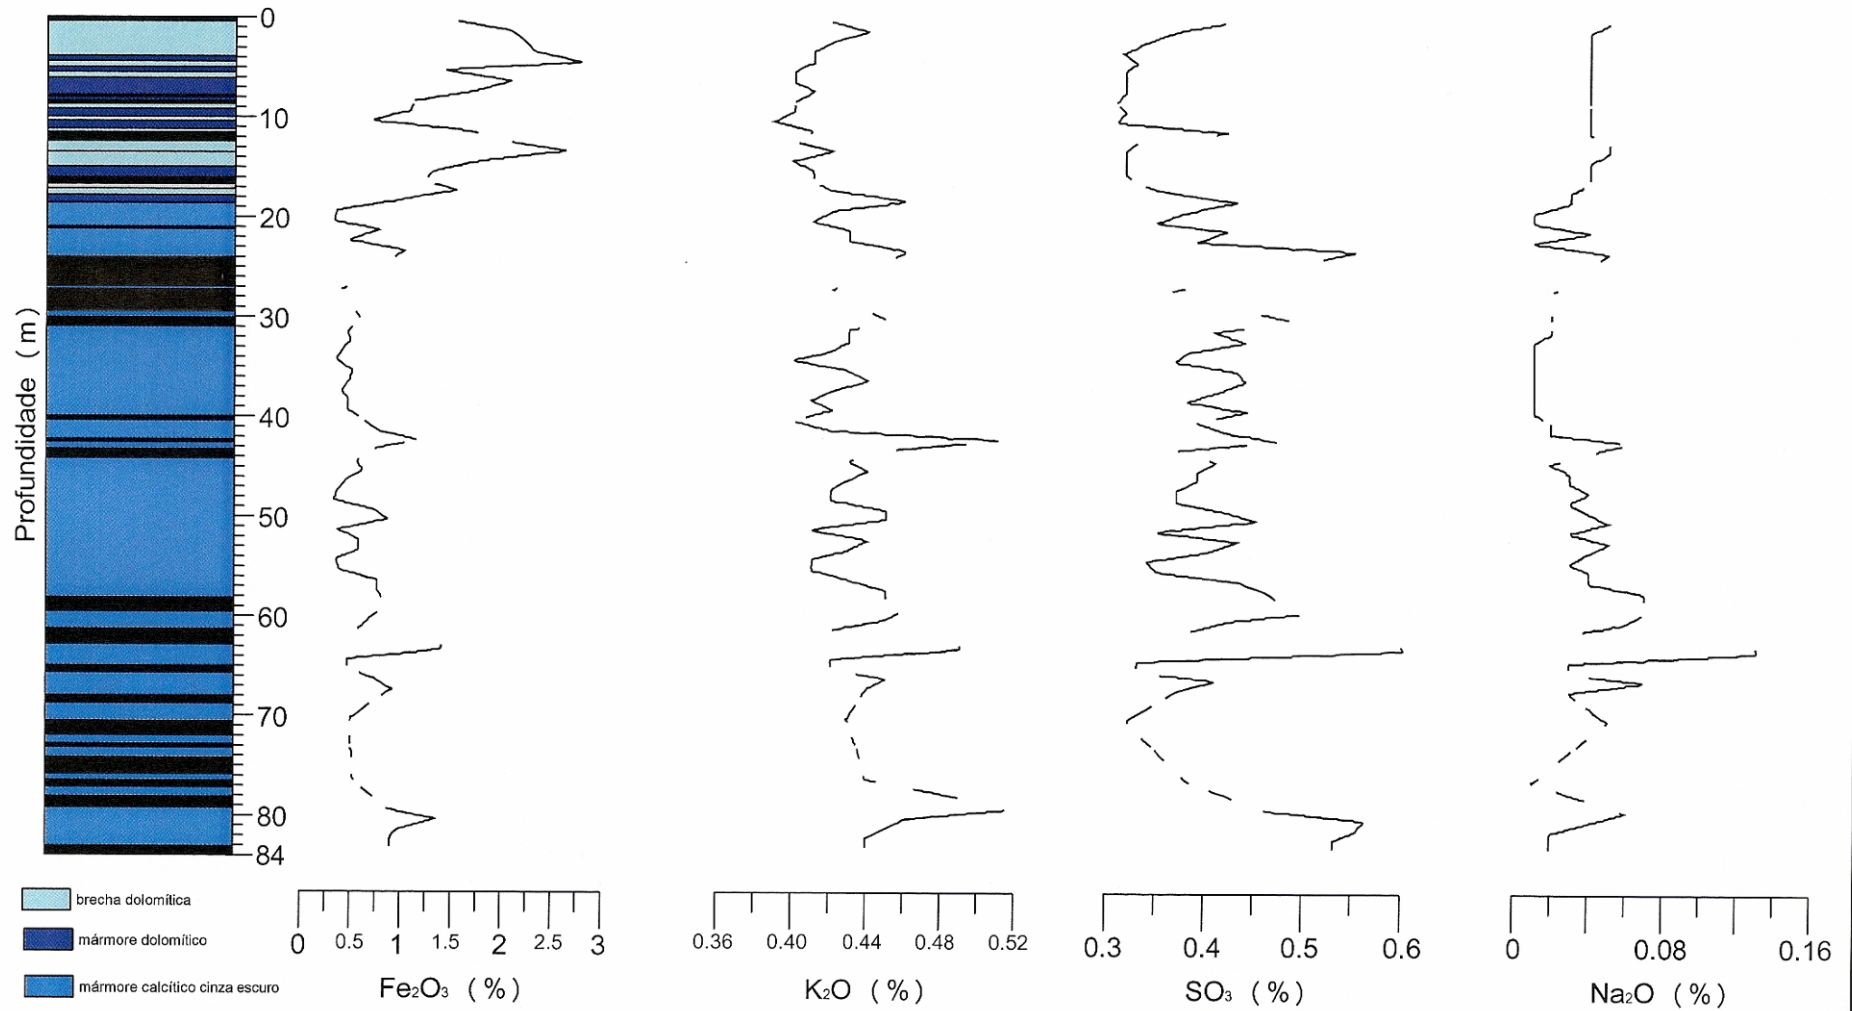 Profundidade (m)
0
10
20
30
40
50
60
70
80
84
brecha dolomítica
mármore dolomítico
mármore calcítico cinza escuro
0 0.5 1 1.5 2 2.5 3
Fe₂O₃ (%)
0.36 0.40 0.44 0.48 0.52
K₂O (%)
0.3 0.4 0.5 0.6
SO₃ (%)
0 0.08 0.16
Na₂O (%)